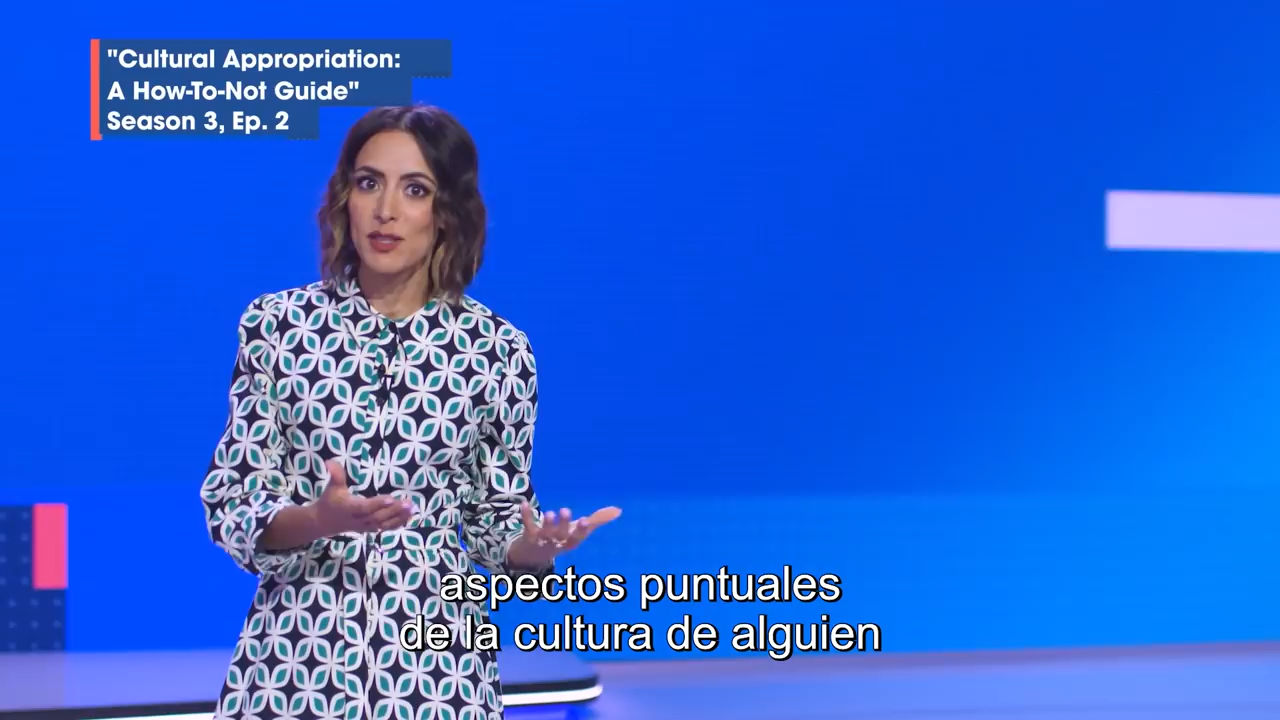 "Cultural Appropriation:
A How-To-Not Guide"
Season 3, Ep. 2
aspectos puntuales
de la cultura de alguien